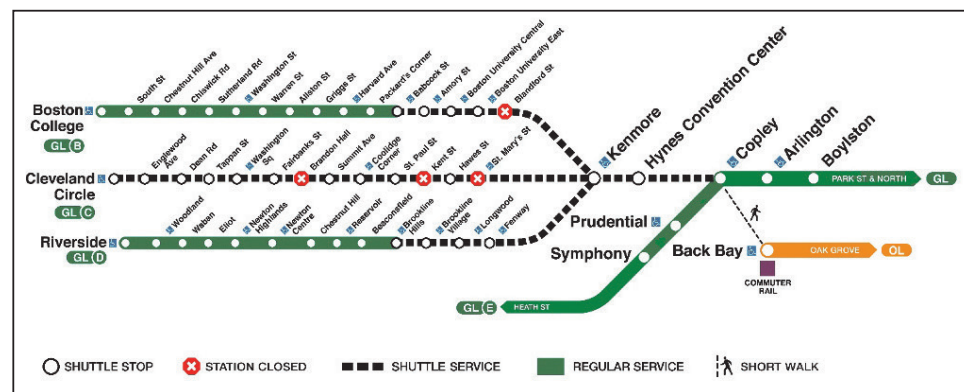 South St
Chestnut Hill Ave
Chiswick Rd
Sutherland Rd
Washington St
Warren St
Allston St
Griggs St
Harvard Ave
Packard's Corner
Babcock St
Amory St
Boston University Central
Boston University East
Blandford St
Boston
College
GL B
Kenmore
Hynes Convention Center
Copley
Arlington
Boylston
Englewood
Ave
Dean Rd
Tappan St
Washington
Sq
Fairbanks St
Brandon Hall
Summit Ave
Coolidge
Corner
St. Paul St
Kent St
Hawes St
St. Mary's St
Cleveland
Circle
GL C
PARK ST & NORTH
GL
Woodland
Waban
Eliot
Newton
Highlands
Newton
Centre
Chestnut Hill
Reservoir
Beaconsfield
Brookline
Hills
Brookline
Village
Longwood
Fenway
Riverside
GL D
Prudential
Symphony
Back Bay
OAK GROVE
OL
COMMUTER
RAIL
GL E
HEATH ST
SHUTTLE STOP
STATION CLOSED
SHUTTLE SERVICE
REGULAR SERVICE
SHORT WALK